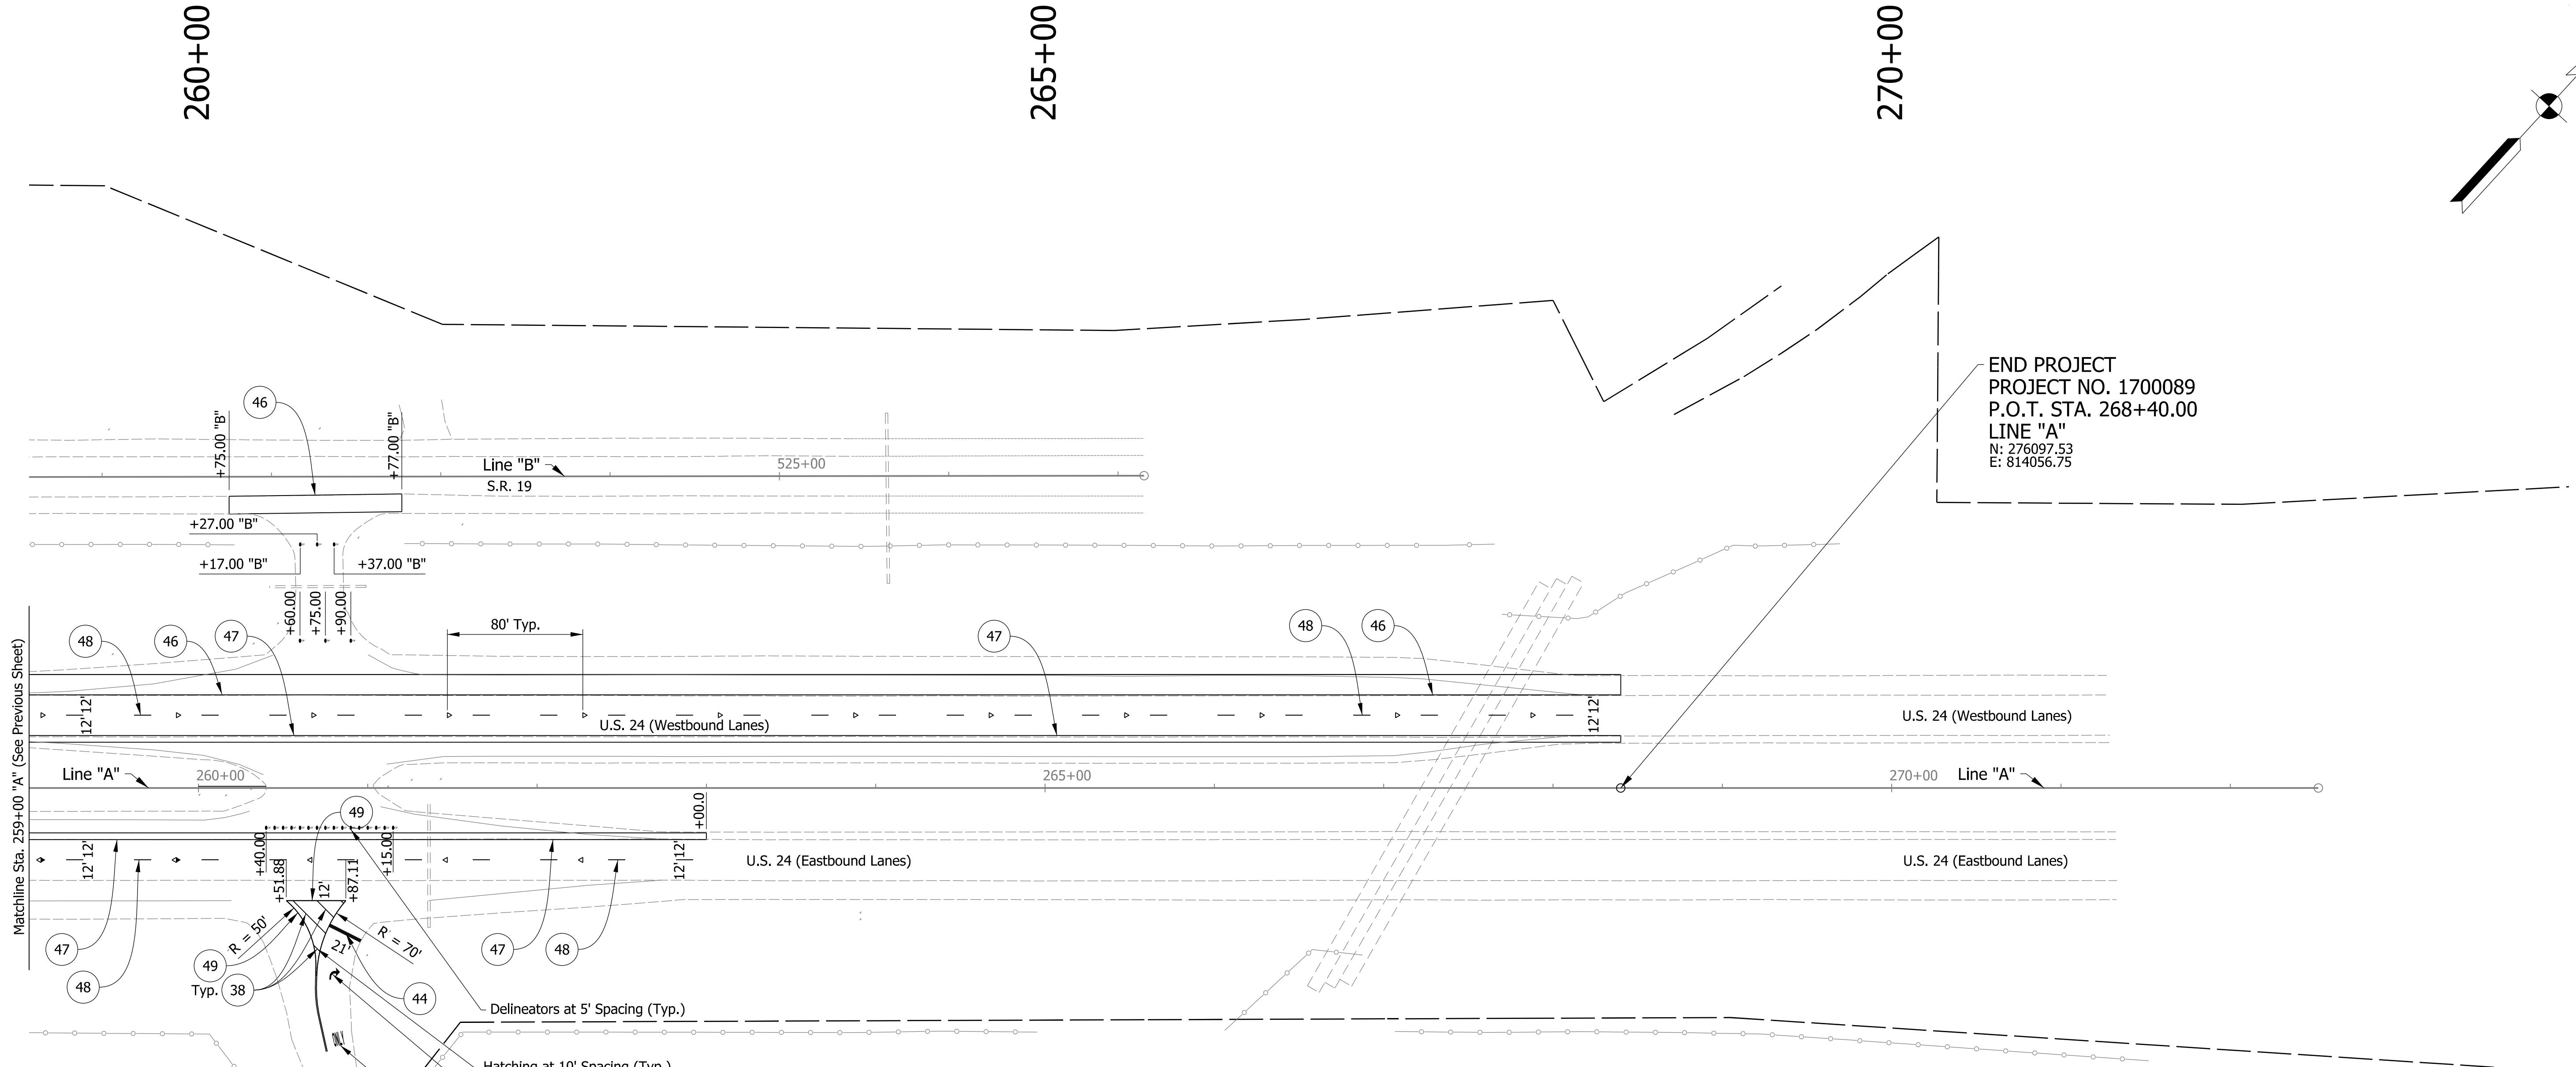 260+00
265+00
270+00
END PROJECT
PROJECT NO. 1700089
P.O.T. STA. 268+40.00
LINE "A"
N: 276097.53
E: 814056.75
46
+75.00 "B"
+77.00 "B"
Line "B"
525+00
S.R. 19
+27.00 "B"
+17.00 "B"
+37.00 "B"
+60.00
+75.00
+90.00
80' Typ.
48
46
47
47
48
46
Matchline Sta. 259+00 "A" (See Previous Sheet)
12'
12'
12'
12'
U.S. 24 (Westbound Lanes)
U.S. 24 (Westbound Lanes)
Line "A"
260+00
265+00
270+00
Line "A"
49
+00.0
12'
12'
+40.00
+51.88
12'
+87.11
+15.00
12'
12'
U.S. 24 (Eastbound Lanes)
U.S. 24 (Eastbound Lanes)
47
48
R = 50'
21'
R = 70'
47
48
49
Typ.
38
44
Delineators at 5' Spacing (Typ.)
Hatching at 10' Spacing (Typ.)